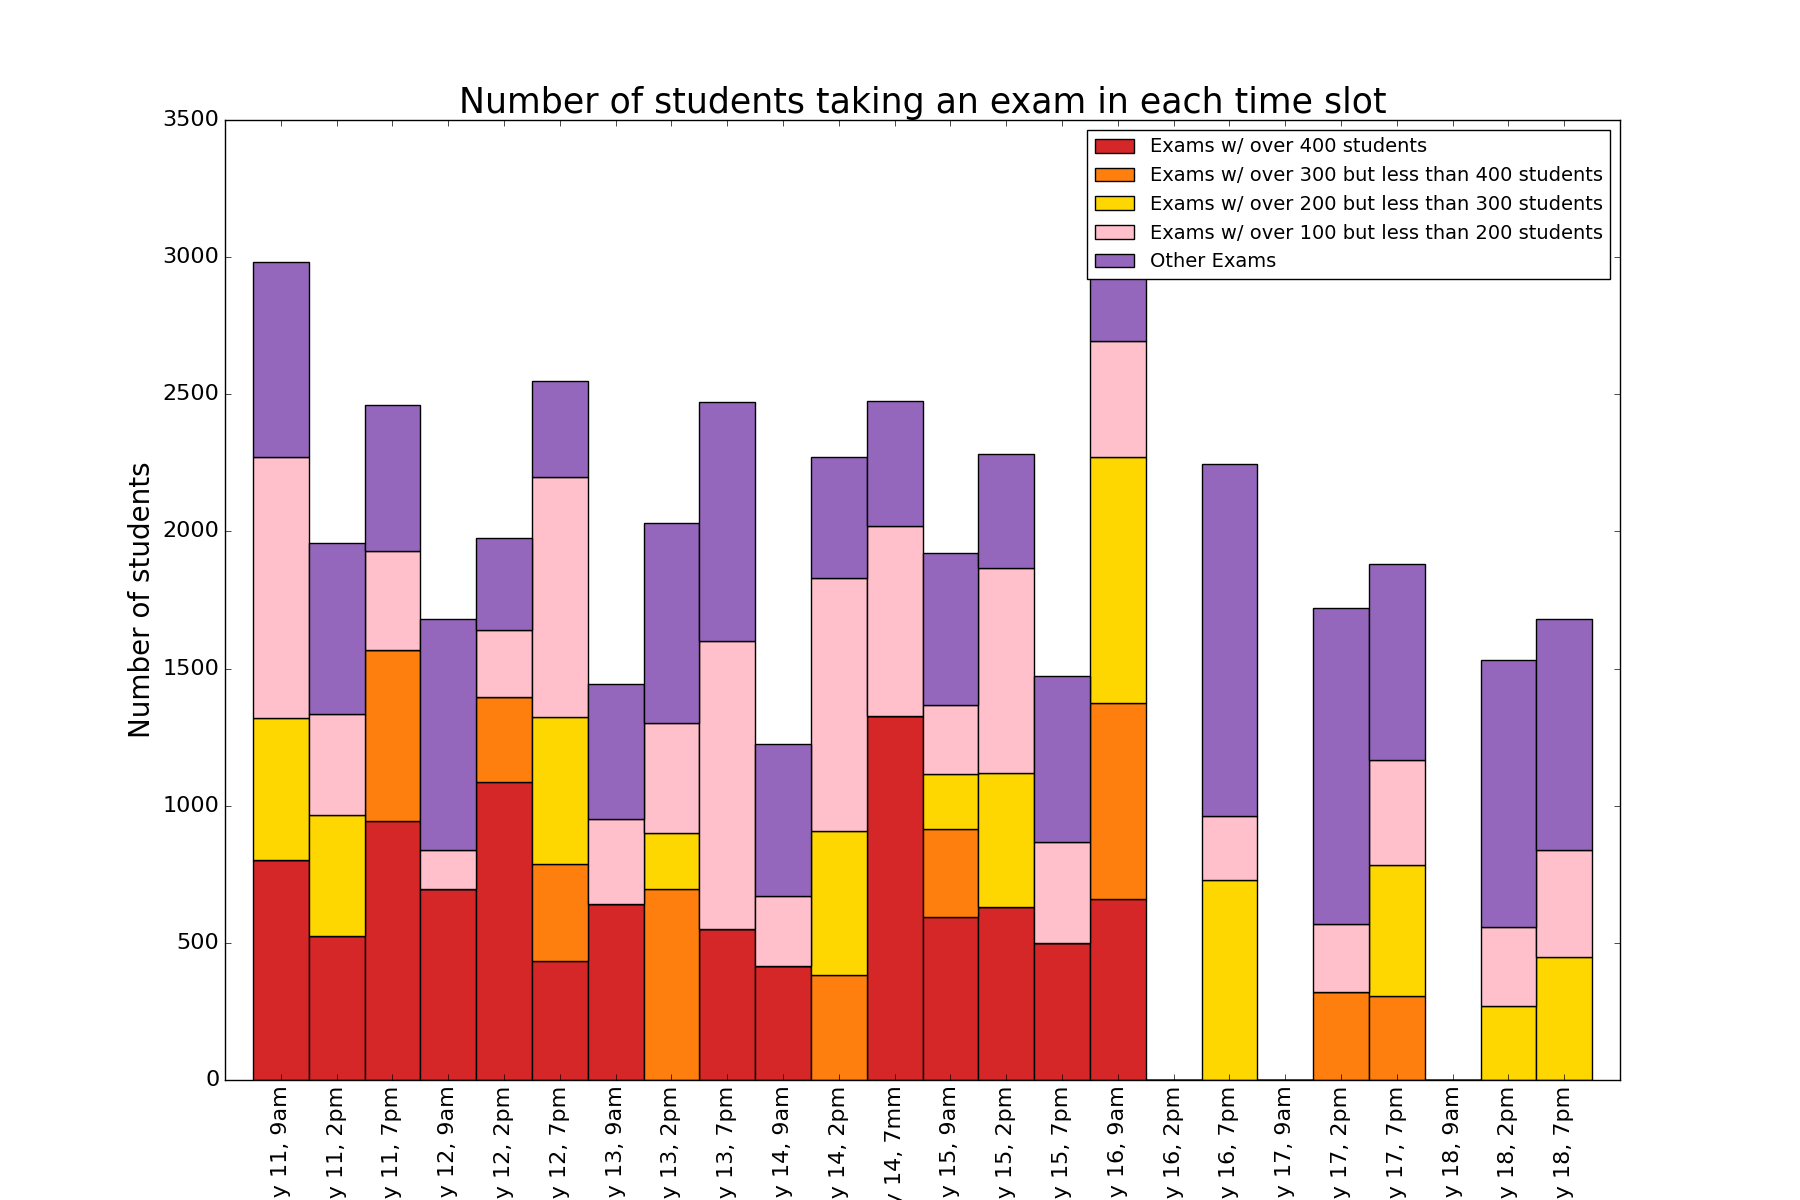 Number of students taking an exam in each time slot
Exams w/ over 400 students
Exams w/ over 300 but less than 400 students
Exams w/ over 200 but less than 300 students
Exams w/ over 100 but less than 200 students
Other Exams
Number of students
3500
3000
2500
2000
1500
1000
500
0
y 11, 9am
y 11, 2pm
y 11, 7pm
y 12, 9am
y 12, 2pm
y 12, 7pm
y 13, 9am
y 13, 2pm
y 13, 7pm
y 14, 9am
y 14, 2pm
y 14, 7mm
y 15, 9am
y 15, 2pm
y 15, 7pm
y 16, 9am
y 16, 2pm
y 16, 7pm
y 17, 9am
y 17, 2pm
y 17, 7pm
y 18, 9am
y 18, 2pm
y 18, 7pm